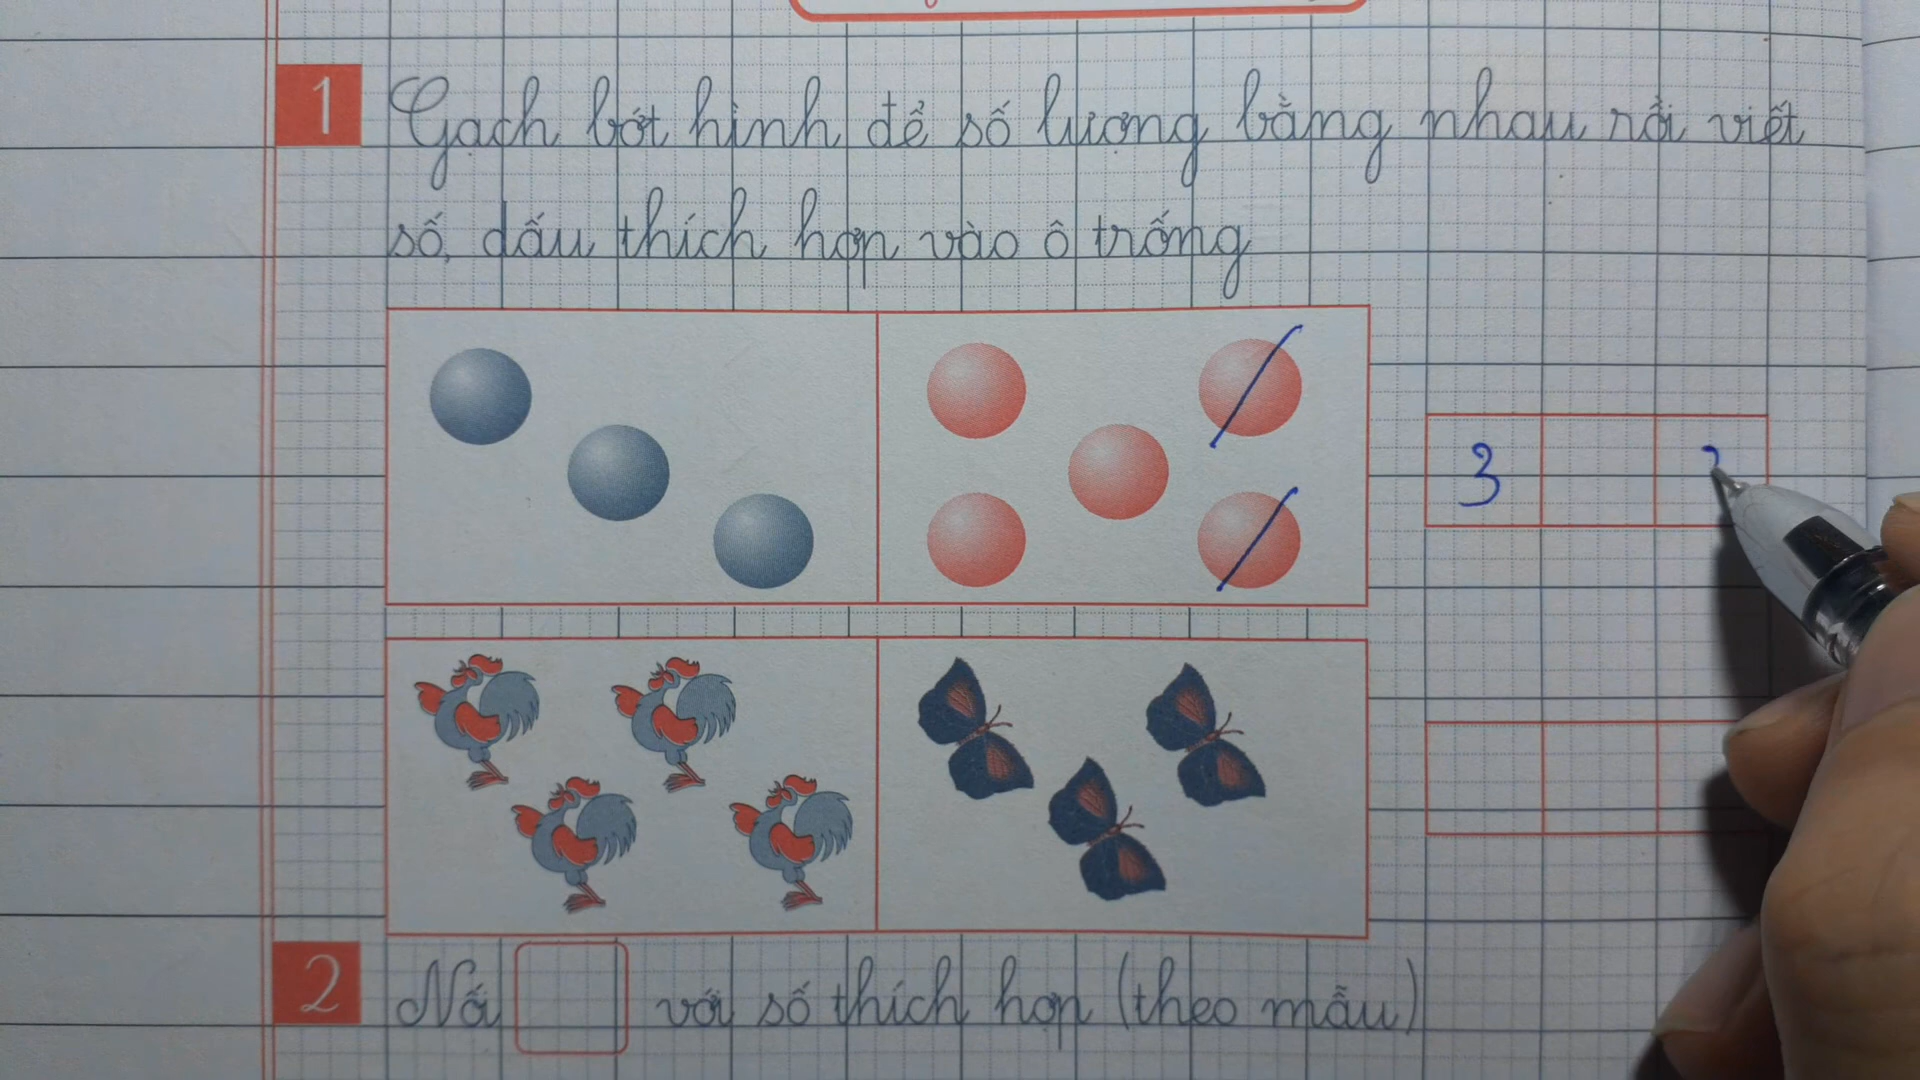 1 Gạch bớt hình để số lượng bằng nhau rồi viết
số, dấu thích hợp vào ô trống
3
2 Nối với số thích hợp (theo mẫu)